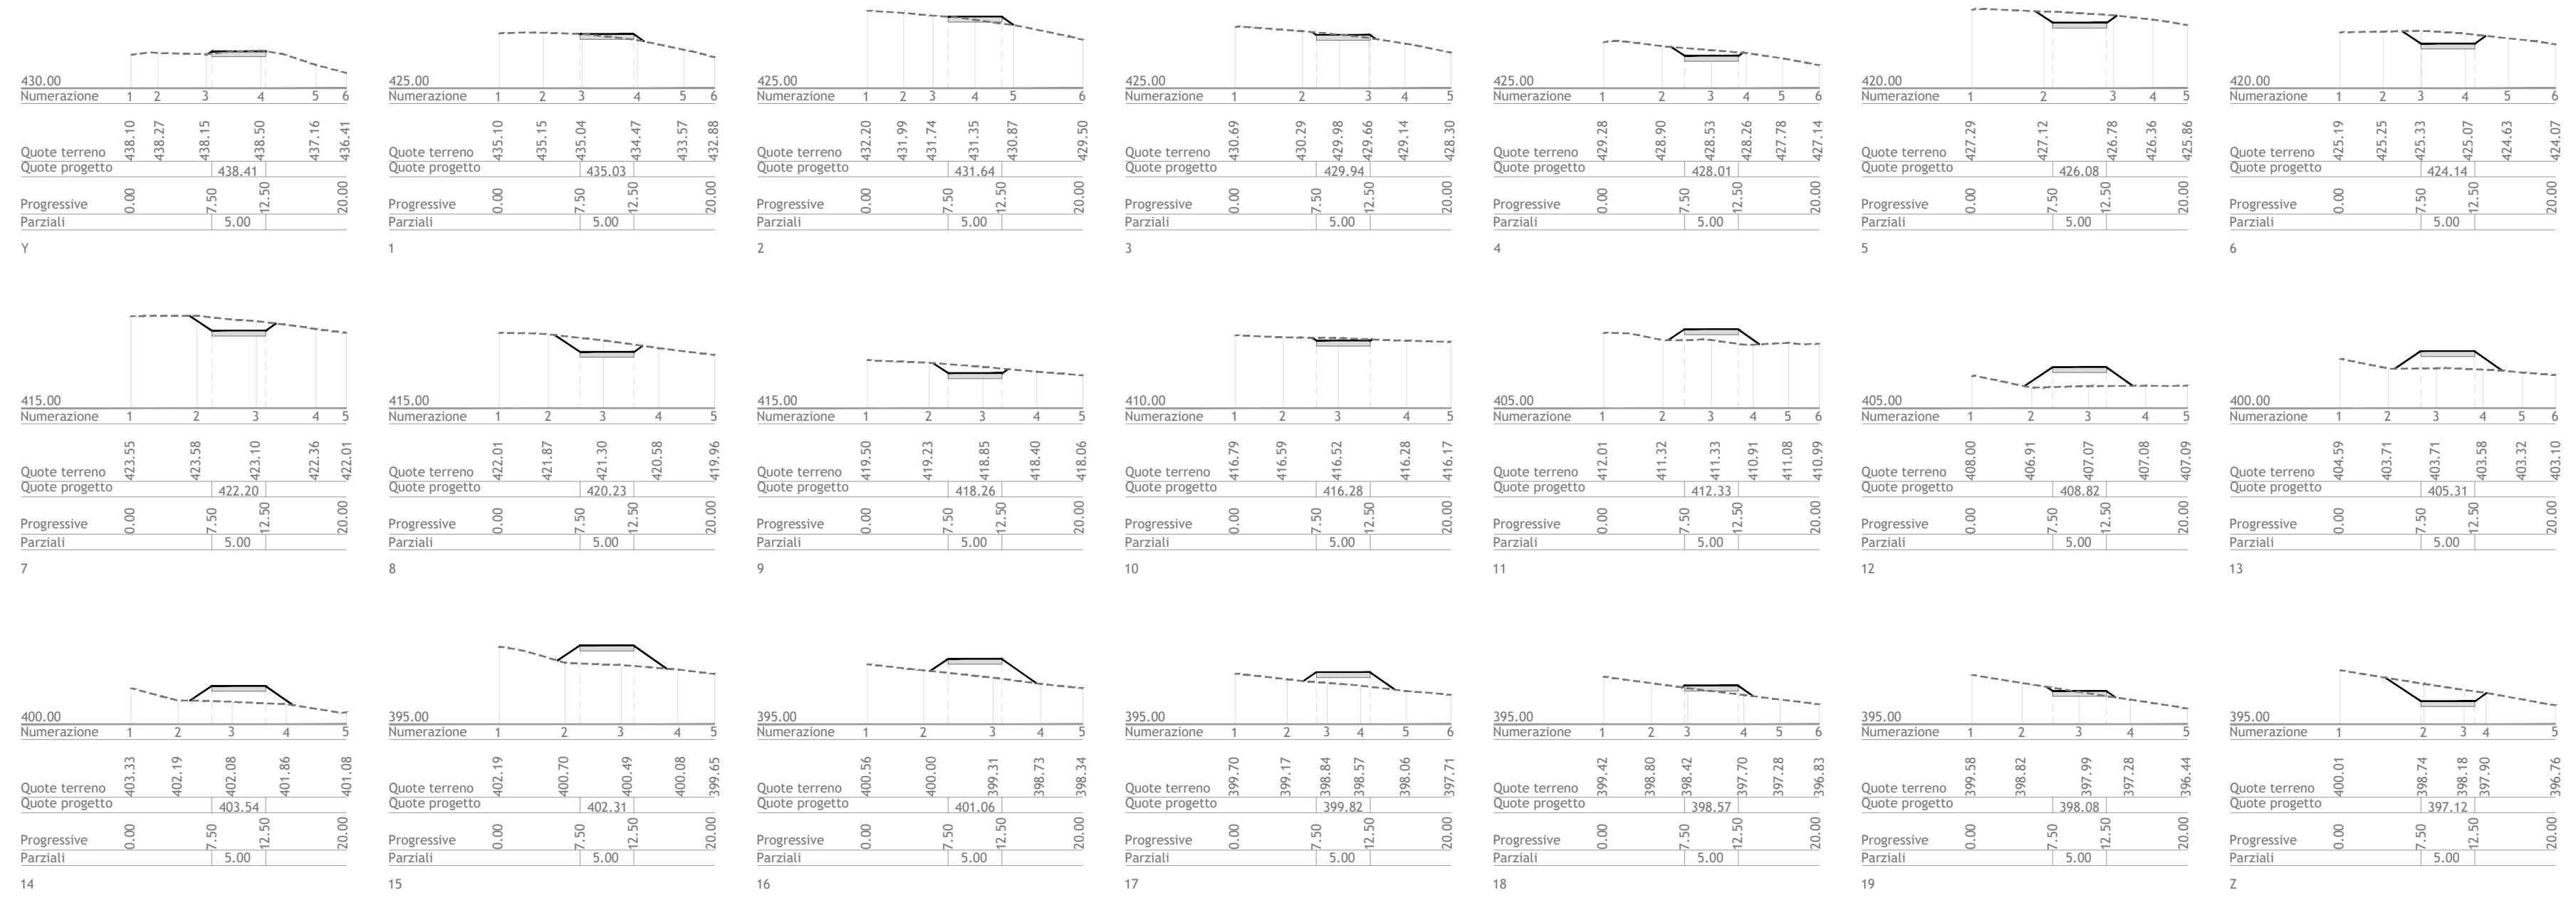 430.00
Numerazione 1 2 3 4 5 6
Quote terreno 438.10 438.27 438.15 438.50 437.16 436.41
Quote progetto 438.41
Progressive 0.00 7.50 12.50 20.00
Parziali 5.00
Y
425.00
Numerazione 1 2 3 4 5 6
Quote terreno 435.10 435.15 435.04 434.47 433.57 432.88
Quote progetto 435.03
Progressive 0.00 7.50 12.50 20.00
Parziali 5.00
1
425.00
Numerazione 1 2 3 4 5 6
Quote terreno 432.20 431.99 431.74 431.35 430.87 429.50
Quote progetto 431.64
Progressive 0.00 7.50 12.50 20.00
Parziali 5.00
2
425.00
Numerazione 1 2 3 4 5
Quote terreno 430.69 430.29 429.98 429.66 429.14 428.30
Quote progetto 429.94
Progressive 0.00 7.50 12.50 20.00
Parziali 5.00
3
425.00
Numerazione 1 2 3 4 5 6
Quote terreno 429.28 428.90 428.53 428.26 427.78 427.14
Quote progetto 428.01
Progressive 0.00 7.50 12.50 20.00
Parziali 5.00
4
420.00
Numerazione 1 2 3 4 5
Quote terreno 427.29 427.12 426.78 426.36 425.86
Quote progetto 426.08
Progressive 0.00 7.50 12.50 20.00
Parziali 5.00
5
420.00
Numerazione 1 2 3 4 5 6
Quote terreno 425.19 425.25 425.33 425.07 424.63 424.07
Quote progetto 424.14
Progressive 0.00 7.50 12.50 20.00
Parziali 5.00
6
415.00
Numerazione 1 2 3 4 5
Quote terreno 423.55 423.58 423.10 422.36 422.01
Quote progetto 422.20
Progressive 0.00 7.50 12.50 20.00
Parziali 5.00
7
415.00
Numerazione 1 2 3 4 5
Quote terreno 422.01 421.87 421.30 420.58 419.96
Quote progetto 420.23
Progressive 0.00 7.50 12.50 20.00
Parziali 5.00
8
415.00
Numerazione 1 2 3 4 5
Quote terreno 419.50 419.23 418.85 418.40 418.06
Quote progetto 418.26
Progressive 0.00 7.50 12.50 20.00
Parziali 5.00
9
410.00
Numerazione 1 2 3 4 5
Quote terreno 416.79 416.59 416.52 416.28 416.17
Quote progetto 416.28
Progressive 0.00 7.50 12.50 20.00
Parziali 5.00
10
405.00
Numerazione 1 2 3 4 5 6
Quote terreno 412.01 411.32 411.33 410.91 411.08 410.99
Quote progetto 412.33
Progressive 0.00 7.50 12.50 20.00
Parziali 5.00
11
405.00
Numerazione 1 2 3 4 5
Quote terreno 408.00 406.91 407.07 407.08 407.09
Quote progetto 408.82
Progressive 0.00 7.50 12.50 20.00
Parziali 5.00
12
400.00
Numerazione 1 2 3 4 5 6
Quote terreno 404.59 403.71 403.71 403.58 403.32 403.10
Quote progetto 405.31
Progressive 0.00 7.50 12.50 20.00
Parziali 5.00
13
400.00
Numerazione 1 2 3 4 5
Quote terreno 403.33 402.19 402.08 401.86 401.08
Quote progetto 403.54
Progressive 0.00 7.50 12.50 20.00
Parziali 5.00
14
395.00
Numerazione 1 2 3 4 5
Quote terreno 402.19 400.70 400.49 400.08 399.65
Quote progetto 402.31
Progressive 0.00 7.50 12.50 20.00
Parziali 5.00
15
395.00
Numerazione 1 2 3 4 5
Quote terreno 400.56 400.00 399.31 398.73 398.34
Quote progetto 401.06
Progressive 0.00 7.50 12.50 20.00
Parziali 5.00
16
395.00
Numerazione 1 2 3 4 5 6
Quote terreno 399.70 399.17 398.84 398.57 398.06 397.71
Quote progetto 399.82
Progressive 0.00 7.50 12.50 20.00
Parziali 5.00
17
395.00
Numerazione 1 2 3 4 5 6
Quote terreno 399.42 398.80 398.42 397.70 397.28 396.83
Quote progetto 398.57
Progressive 0.00 7.50 12.50 20.00
Parziali 5.00
18
395.00
Numerazione 1 2 3 4 5
Quote terreno 399.58 398.82 397.99 397.28 396.44
Quote progetto 398.08
Progressive 0.00 7.50 12.50 20.00
Parziali 5.00
19
395.00
Numerazione 1 2 3 4 5
Quote terreno 400.01 398.74 398.18 397.90 396.76
Quote progetto 397.12
Progressive 0.00 7.50 12.50 20.00
Parziali 5.00
Z